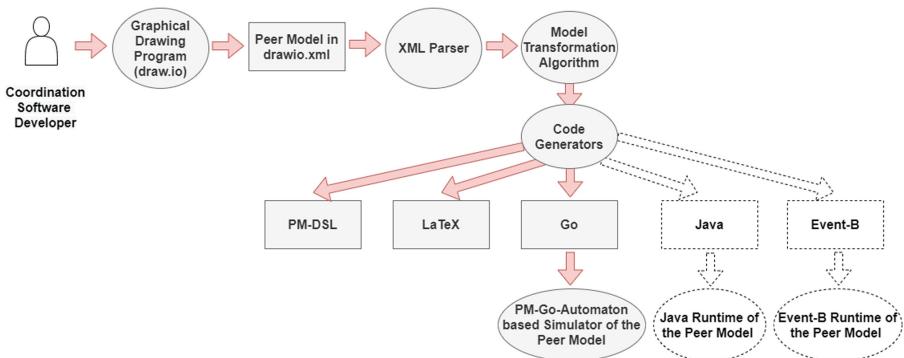 Coordination
Software
Developer
Graphical
Drawing
Program
(draw.io)
Peer Model in
drawio.xml
XML Parser
Model
Transformation
Algorithm
Code
Generators
PM-DSL
LaTeX
Go
Java
Event-B
PM-Go-Automaton
based Simulator of the
Peer Model
Java Runtime of
the Peer Model
Event-B Runtime of
the Peer Model